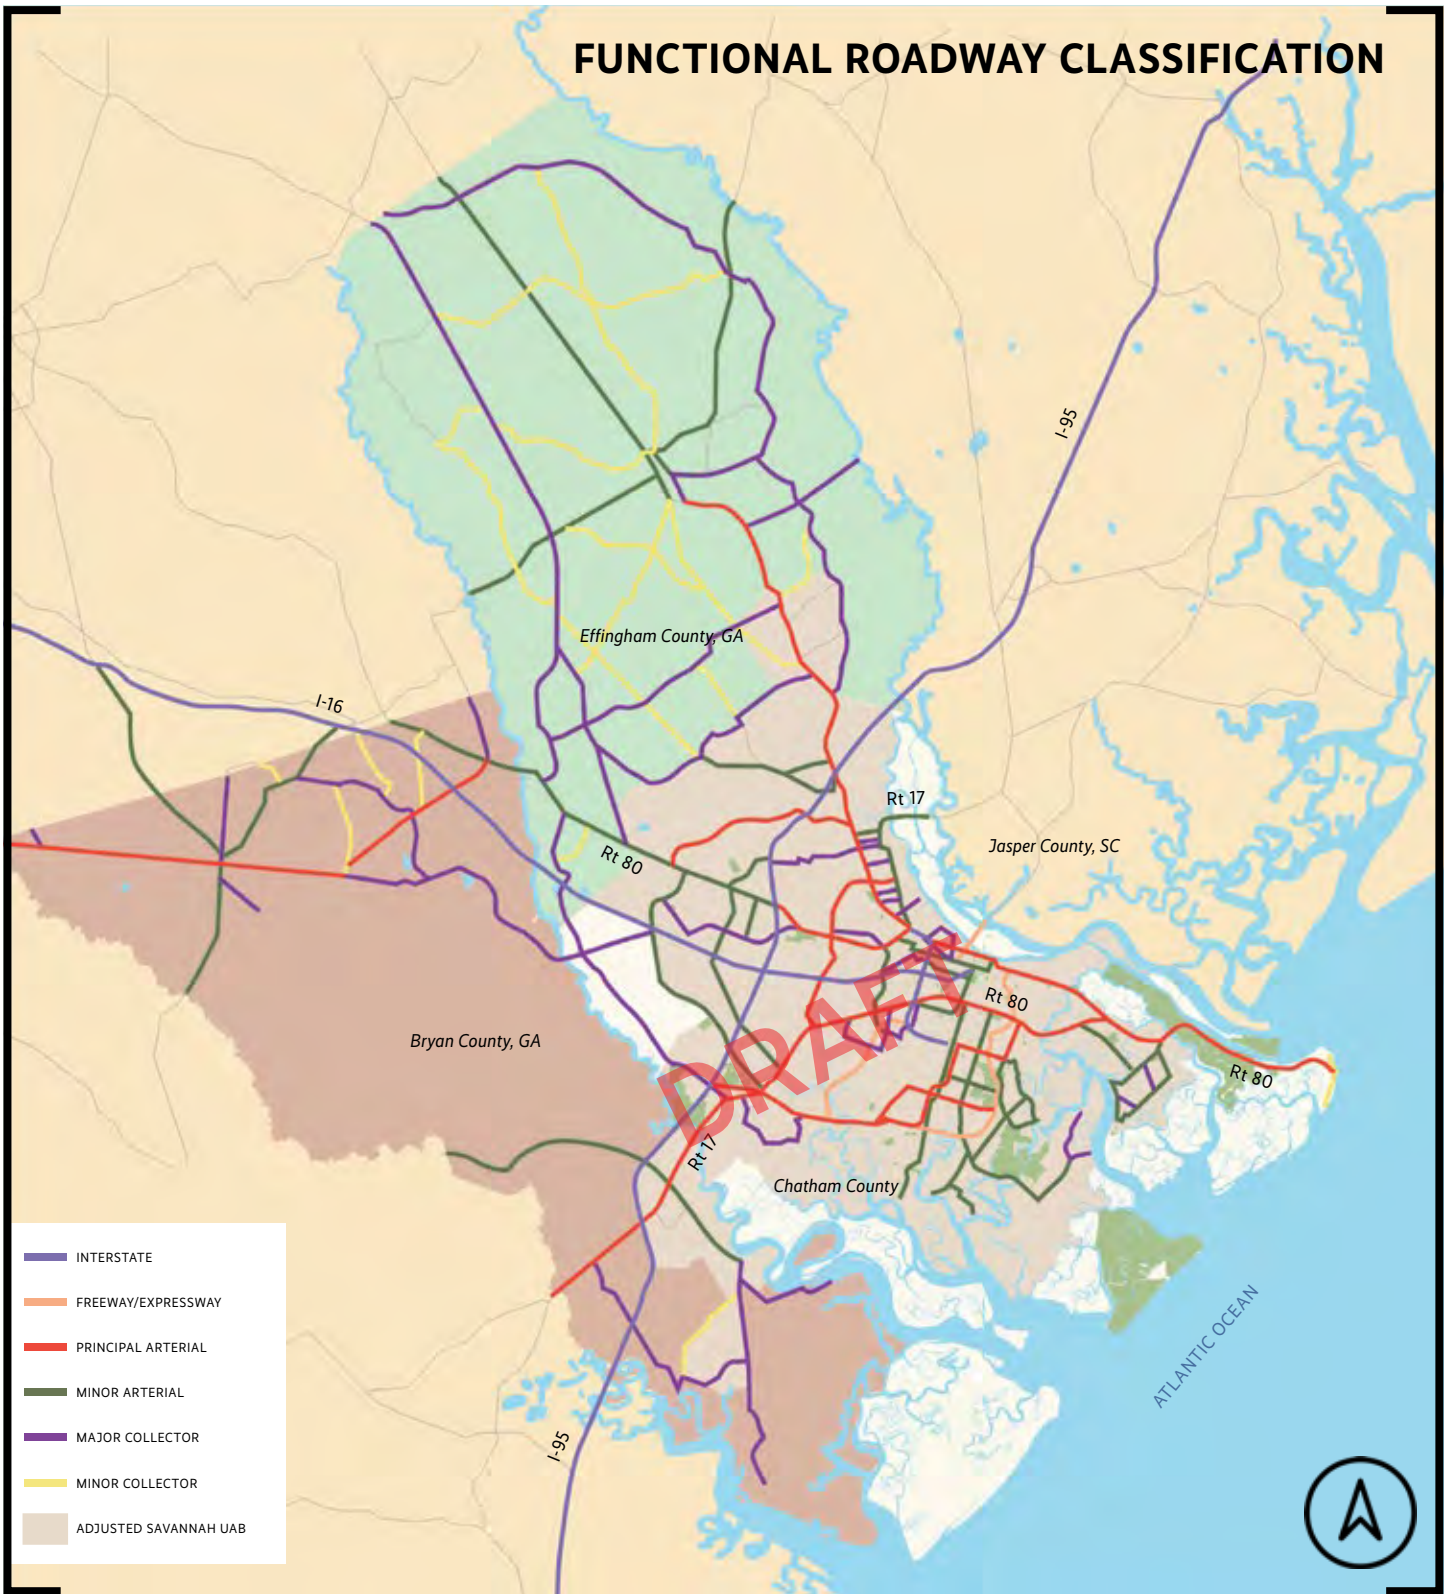 FUNCTIONAL ROADWAY CLASSIFICATION
I-95
Effingham County, GA
I-16
Rt 17
Jasper County, SC
Rt 80
Rt 80
Bryan County, GA
DRAFT
Rt 80
Rt 17
Chatham County
ATLANTIC OCEAN
I-95
INTERSTATE
FREEWAY/EXPRESSWAY
PRINCIPAL ARTERIAL
MINOR ARTERIAL
MAJOR COLLECTOR
MINOR COLLECTOR
ADJUSTED SAVANNAH UAB